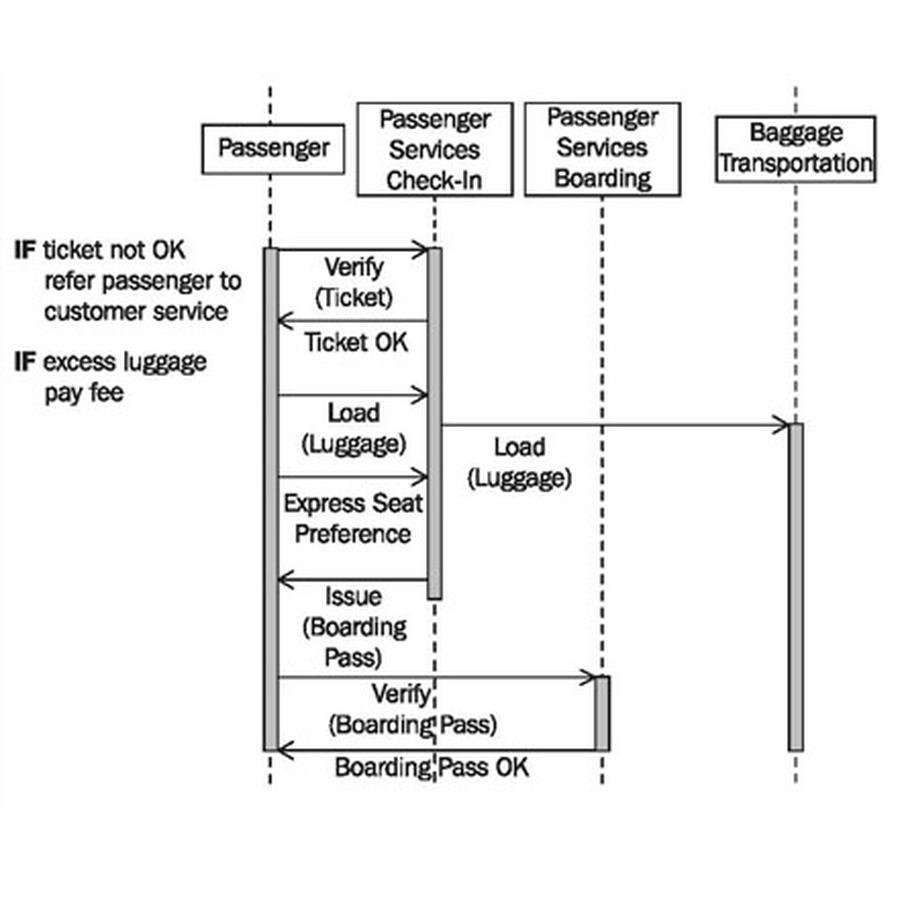 Passenger
Passenger
Services
Check-In
Passenger
Services
Boarding
Baggage
Transportation
IF ticket not OK
refer passenger to
customer service
IF excess luggage
pay fee
Verify
(Ticket)
Ticket OK
Load
(Luggage)
Load
(Luggage)
Express Seat
Preference
Issue
(Boarding
Pass)
Verify
(Boarding Pass)
Boarding Pass OK